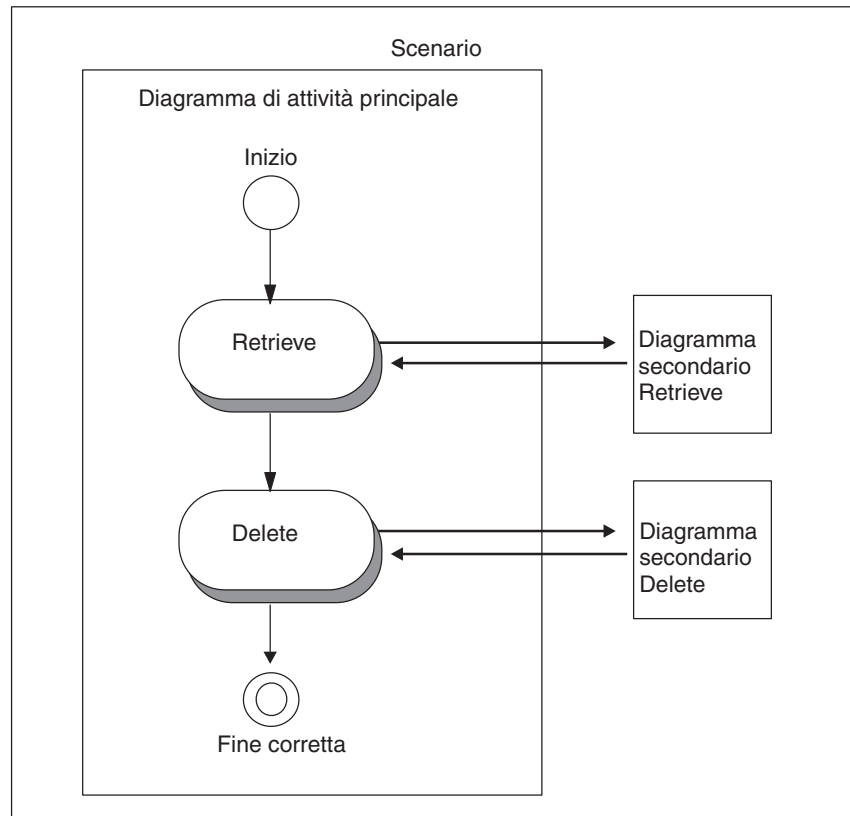 Scenario
Diagramma di attività principale
Inizio
Retrieve
Diagramma
secondario
Retrieve
Delete
Diagramma
secondario
Delete
Fine corretta